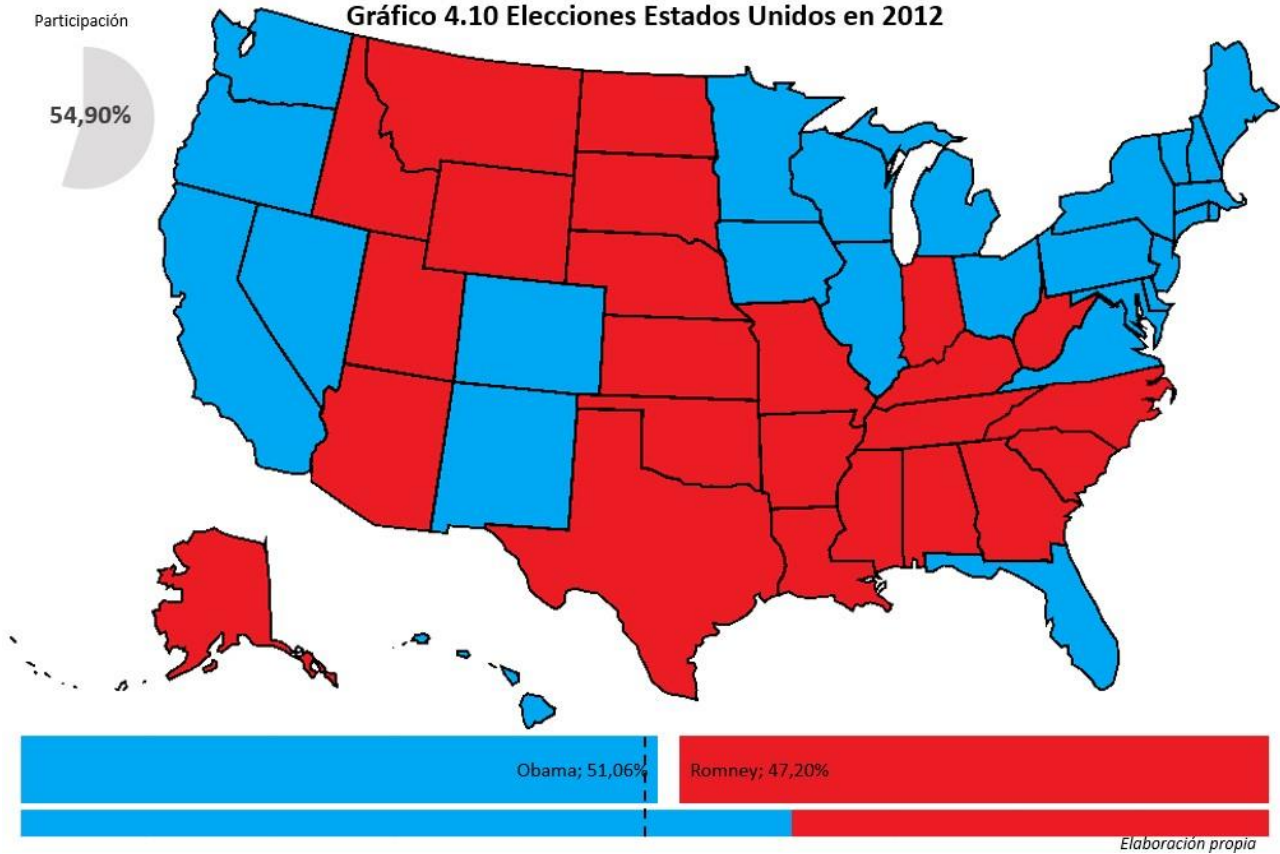 Gráfico 4.10 Elecciones Estados Unidos en 2012
Participación
54,90%
Obama; 51,06%
Romney; 47,20%
Elaboración propia